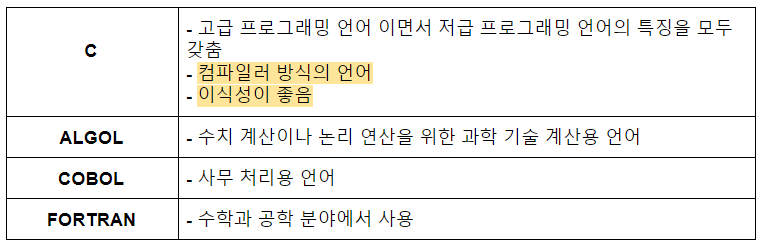 C
- 고급 프로그래밍 언어 이면서 저급 프로그래밍 언어의 특징을 모두
갖춤
- 컴파일러 방식의 언어
- 이식성이 좋음
ALGOL
- 수치 계산이나 논리 연산을 위한 과학 기술 계산용 언어
COBOL
- 사무 처리용 언어
FORTRAN
- 수학과 공학 분야에서 사용